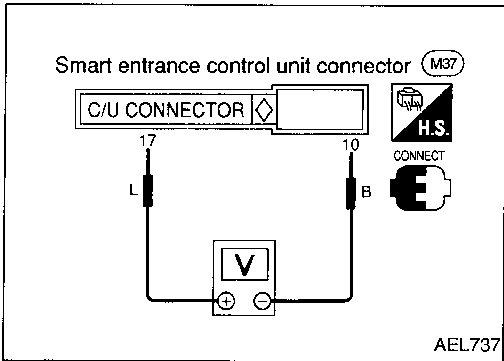 Smart entrance control unit connector M37
C/U CONNECTOR
H.S.
17 10
CONNECT
L B
V
+ −
AEL737